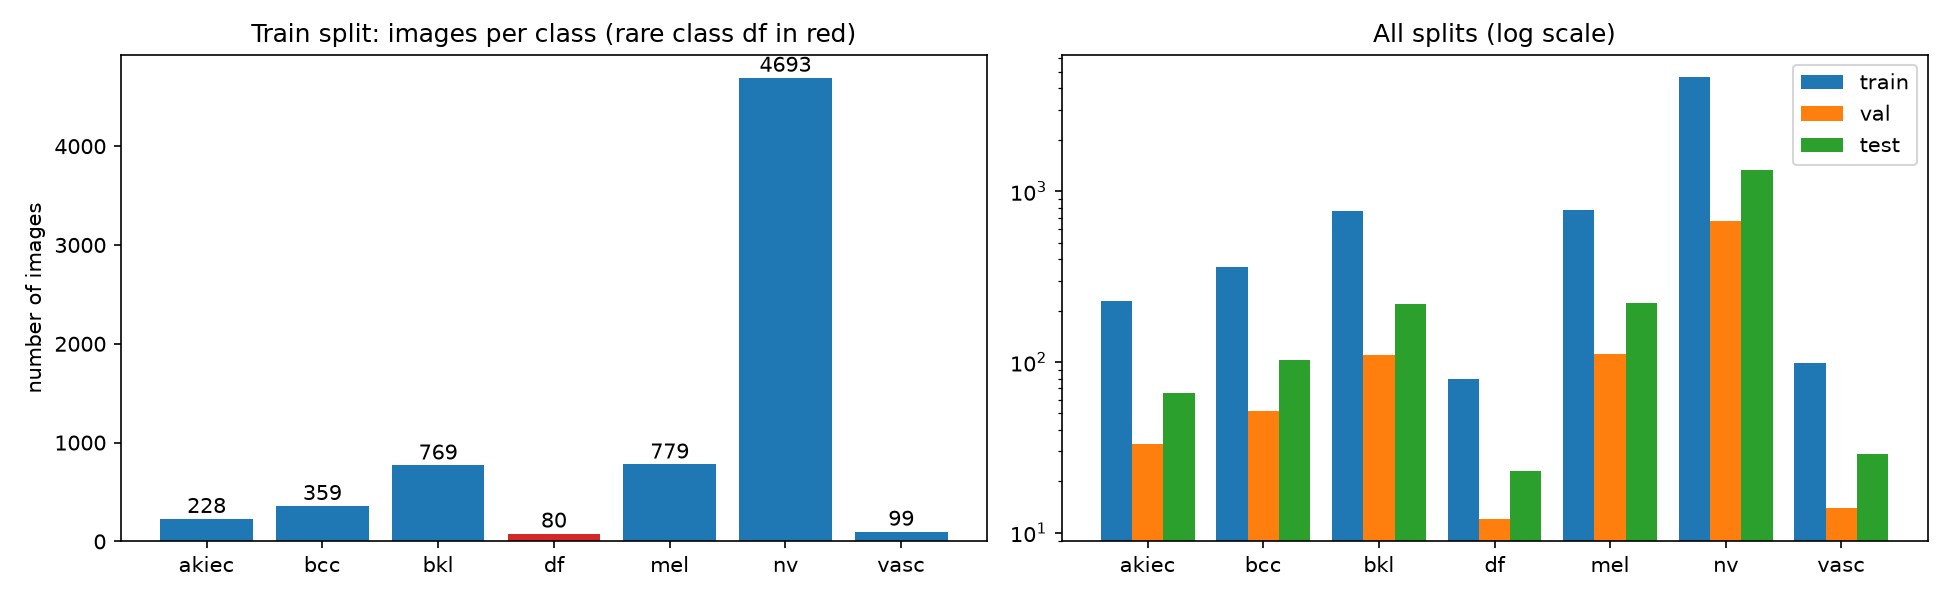 Train split: images per class (rare class df in red)
number of images
4000
3000
2000
1000
0
228
359
769
80
779
4693
99
akiec
bcc
bkl
df
mel
nv
vasc
All splits (log scale)
train
val
test
10³
10²
10¹
akiec
bcc
bkl
df
mel
nv
vasc